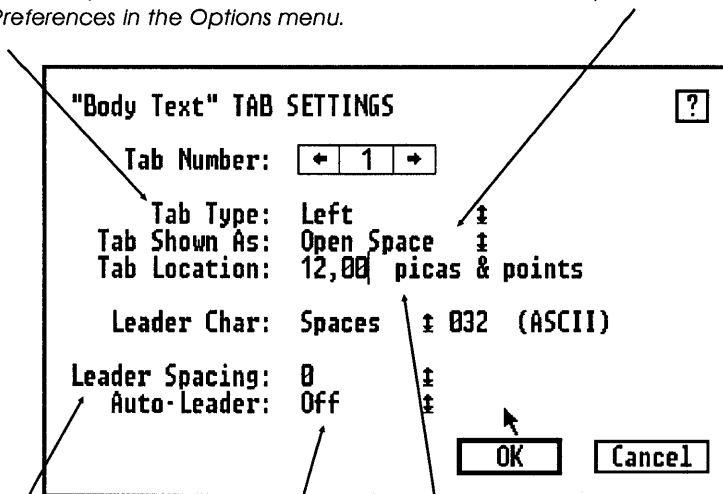 Preferences in the Options menu.
"Body Text" TAB SETTINGS ?
Tab Number: 1
Tab Type: Left
Tab Shown As: Open Space
Tab Location: 12,00 picas & points
Leader Char: Spaces 032 (ASCII)
Leader Spacing: 0
Auto-Leader: Off
OK Cancel